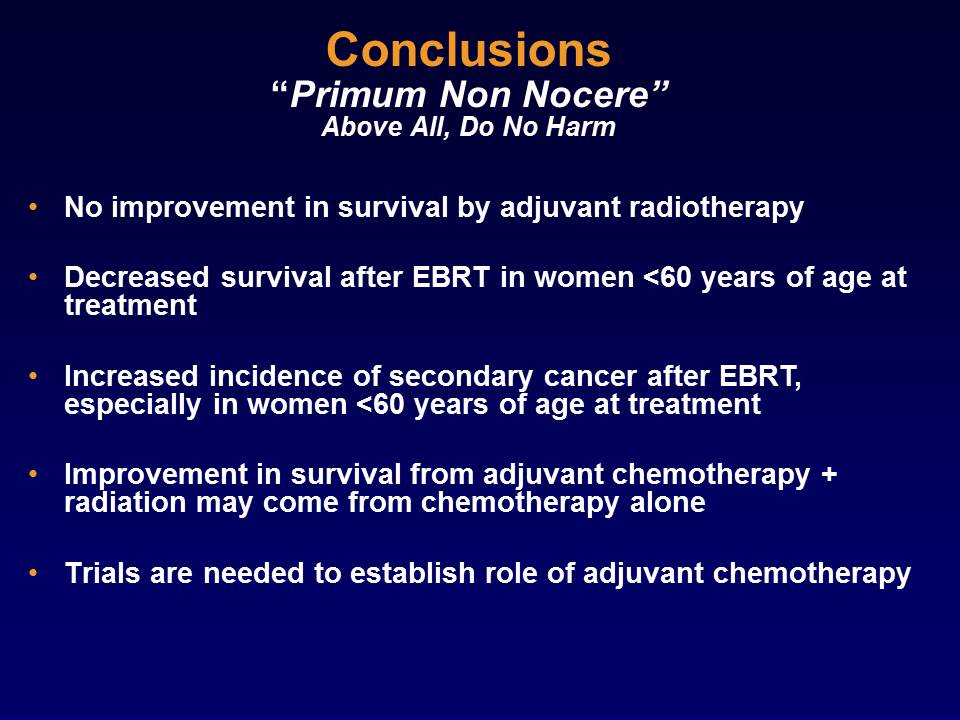 Conclusions
“Primum Non Nocere”
Above All, Do No Harm
• No improvement in survival by adjuvant radiotherapy
• Decreased survival after EBRT in women <60 years of age at
treatment
• Increased incidence of secondary cancer after EBRT,
especially in women <60 years of age at treatment
• Improvement in survival from adjuvant chemotherapy +
radiation may come from chemotherapy alone
• Trials are needed to establish role of adjuvant chemotherapy